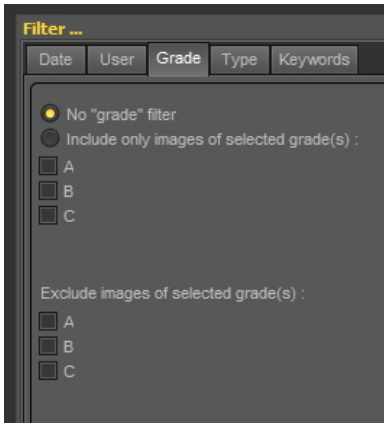 Filter ...
Date User Grade Type Keywords
No "grade" filter
Include only images of selected grade(s) :
A
B
C
Exclude images of selected grade(s) :
A
B
C